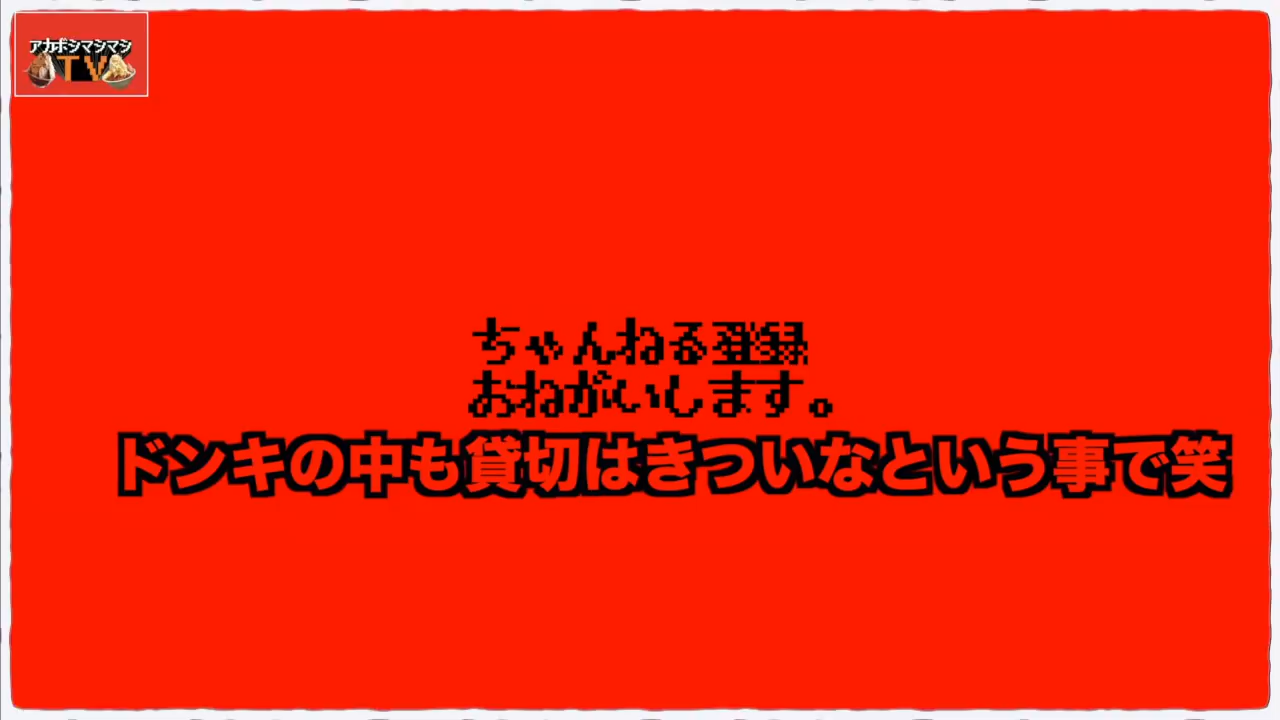 アカボシマシマシ
TV
ちゃんねる登録
おねがいします。
ドンキの中も貸切はきついなという事で笑